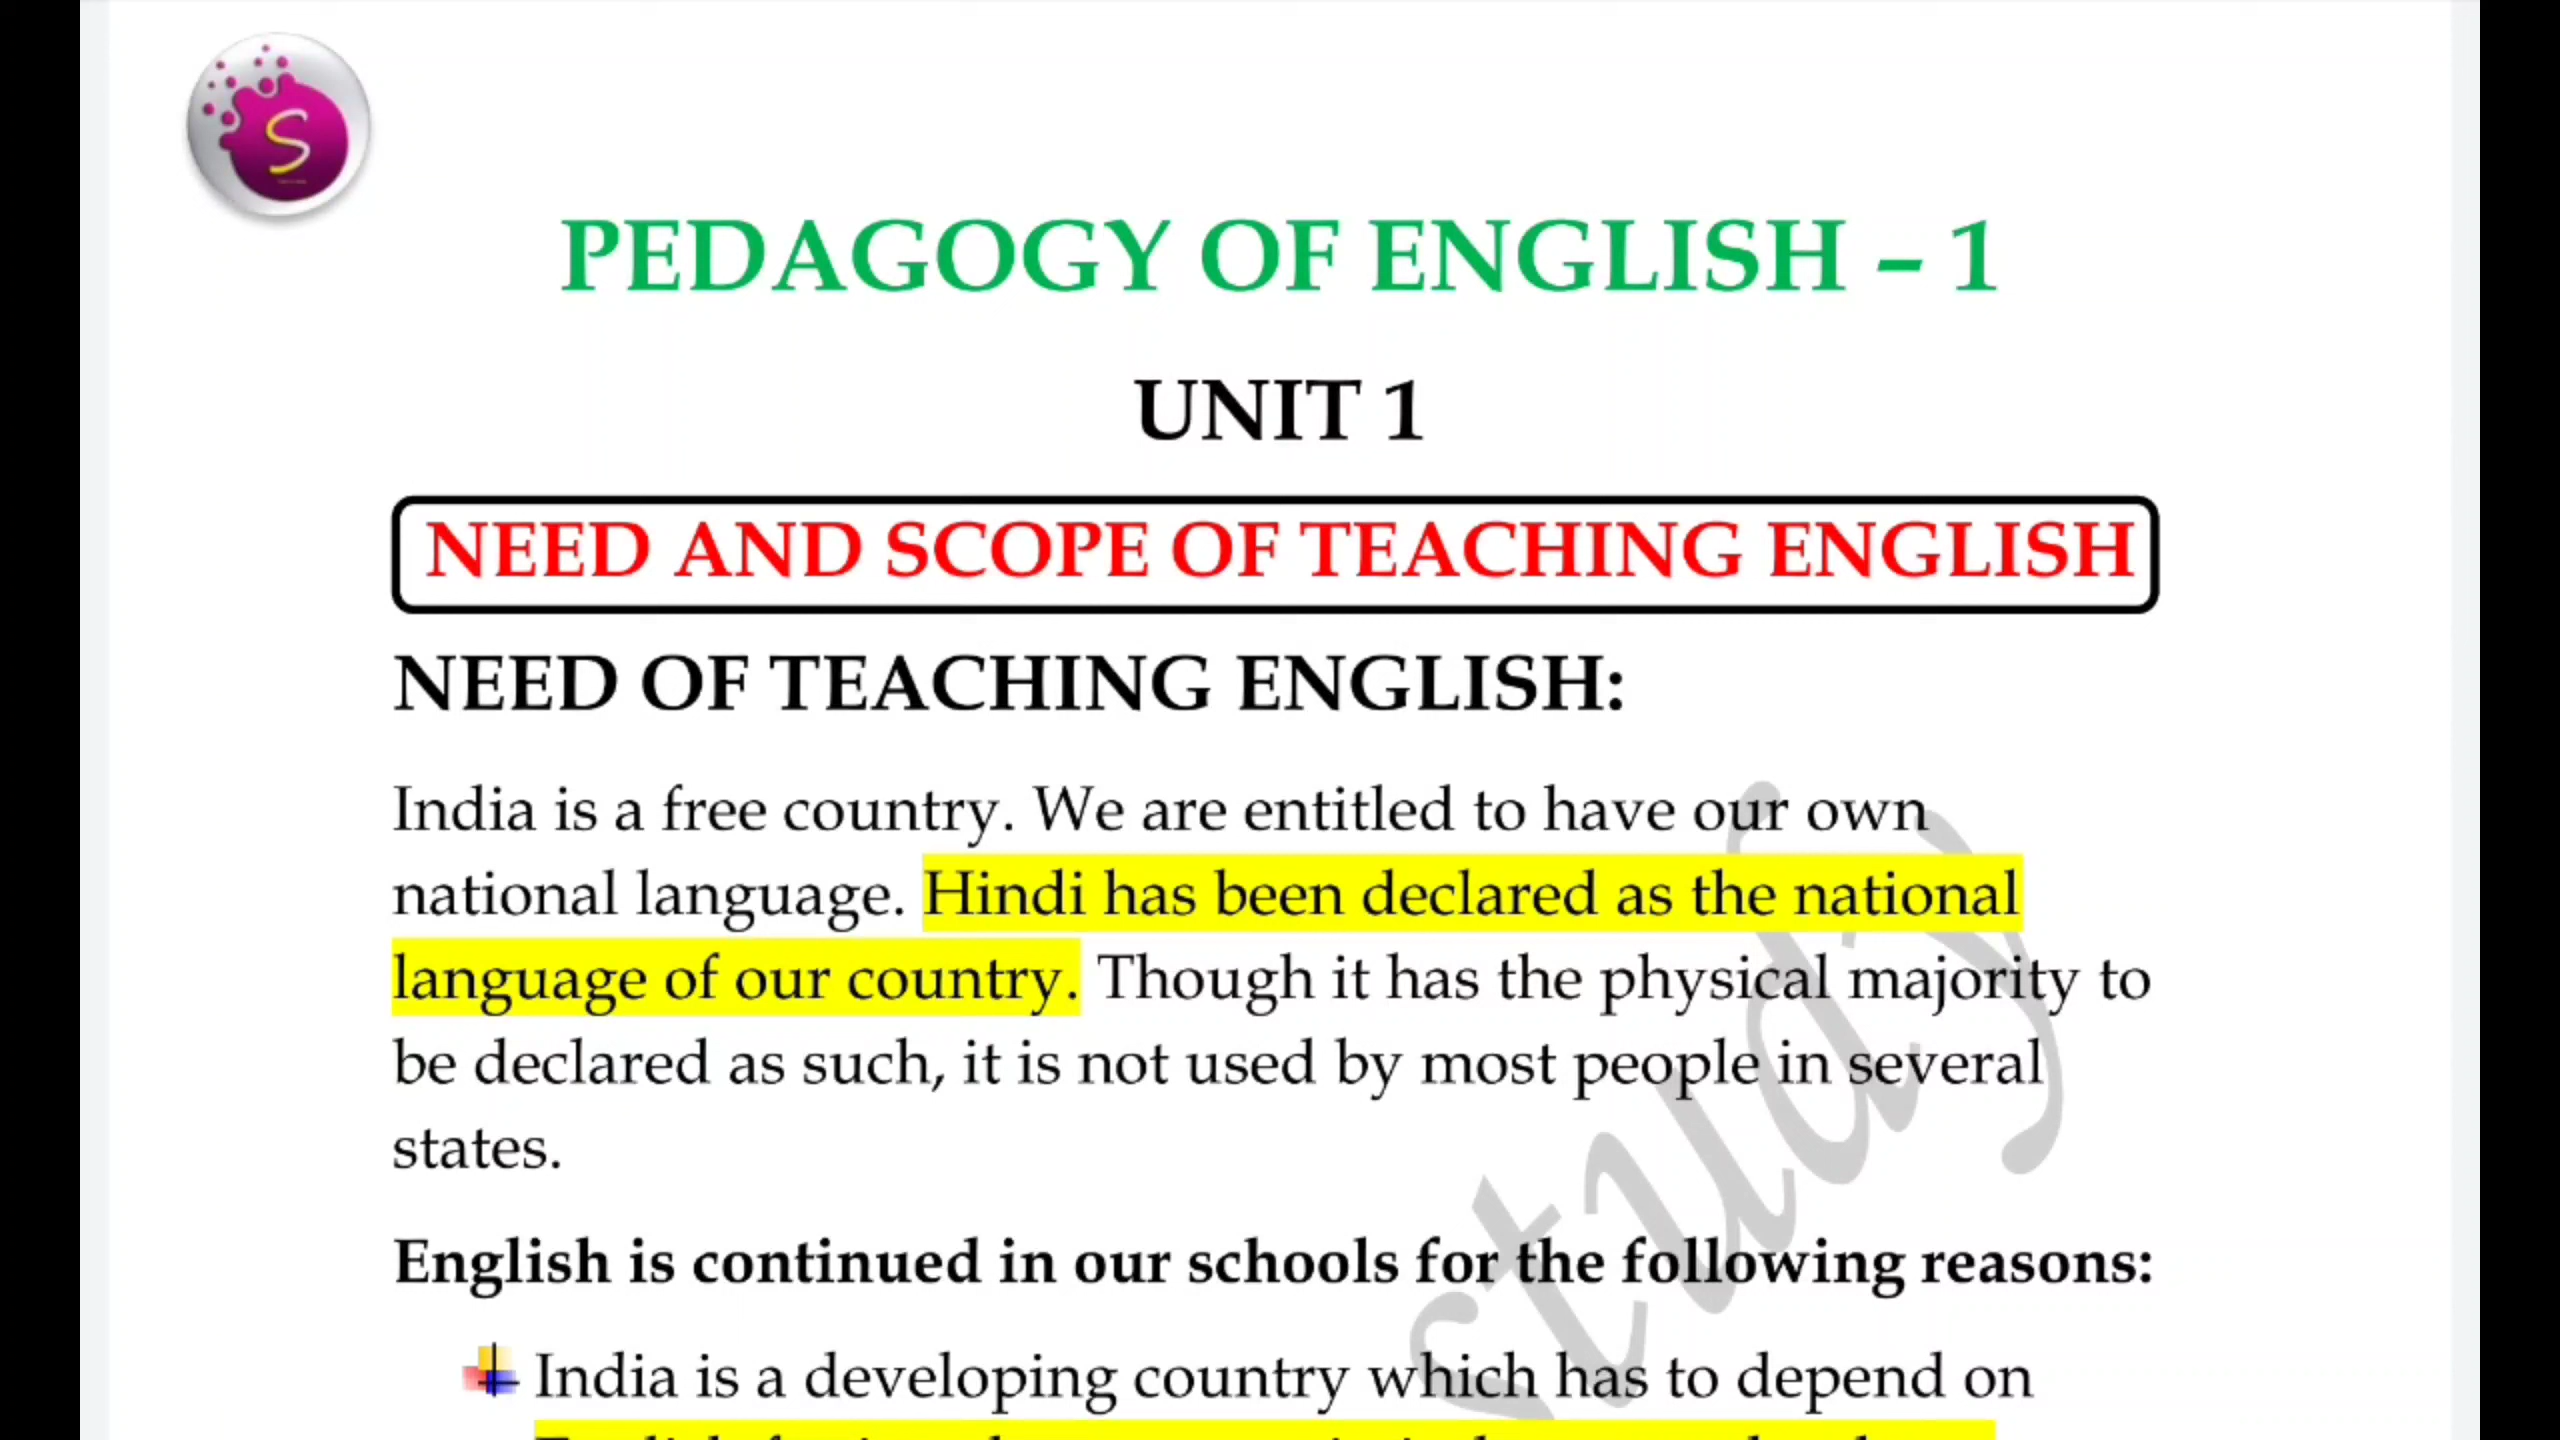 S
PEDAGOGY OF ENGLISH – 1
UNIT 1
NEED AND SCOPE OF TEACHING ENGLISH
NEED OF TEACHING ENGLISH:
India is a free country. We are entitled to have our own
national language. Hindi has been declared as the national
language of our country. Though it has the physical majority to
be declared as such, it is not used by most people in several
states.
English is continued in our schools for the following reasons:
India is a developing country which has to depend on
study